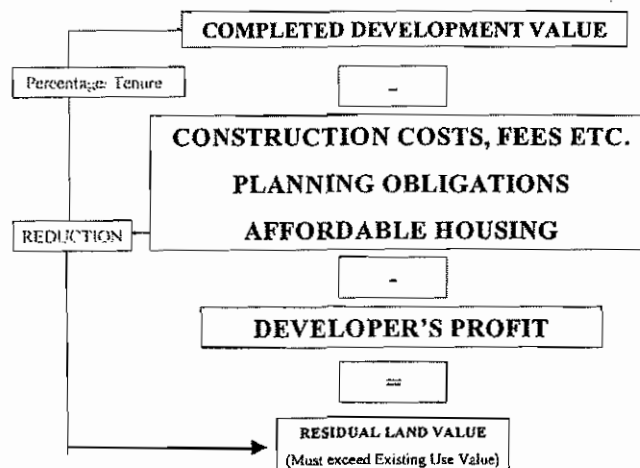 COMPLETED DEVELOPMENT VALUE
Percentage: Tenure
-
CONSTRUCTION COSTS, FEES ETC.
PLANNING OBLIGATIONS
REDUCTION
AFFORDABLE HOUSING
-
DEVELOPER'S PROFIT
=
RESIDUAL LAND VALUE
(Must exceed Existing Use Value)